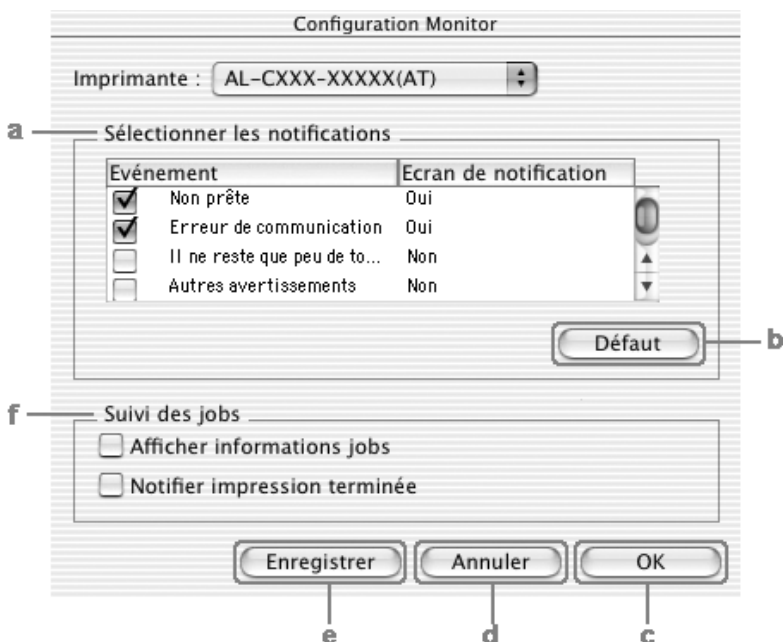 Configuration Monitor
Imprimante : AL-CXXX-XXXXX(AT)
a Sélectionner les notifications
Evénement Ecran de notification
Non prête Oui
Erreur de communication Oui
Il ne reste que peu de to... Non
Autres avertissements Non
Défaut b
f Suivi des jobs
Afficher informations jobs
Notifier impression terminée
Enregistrer Annuler OK
e d c